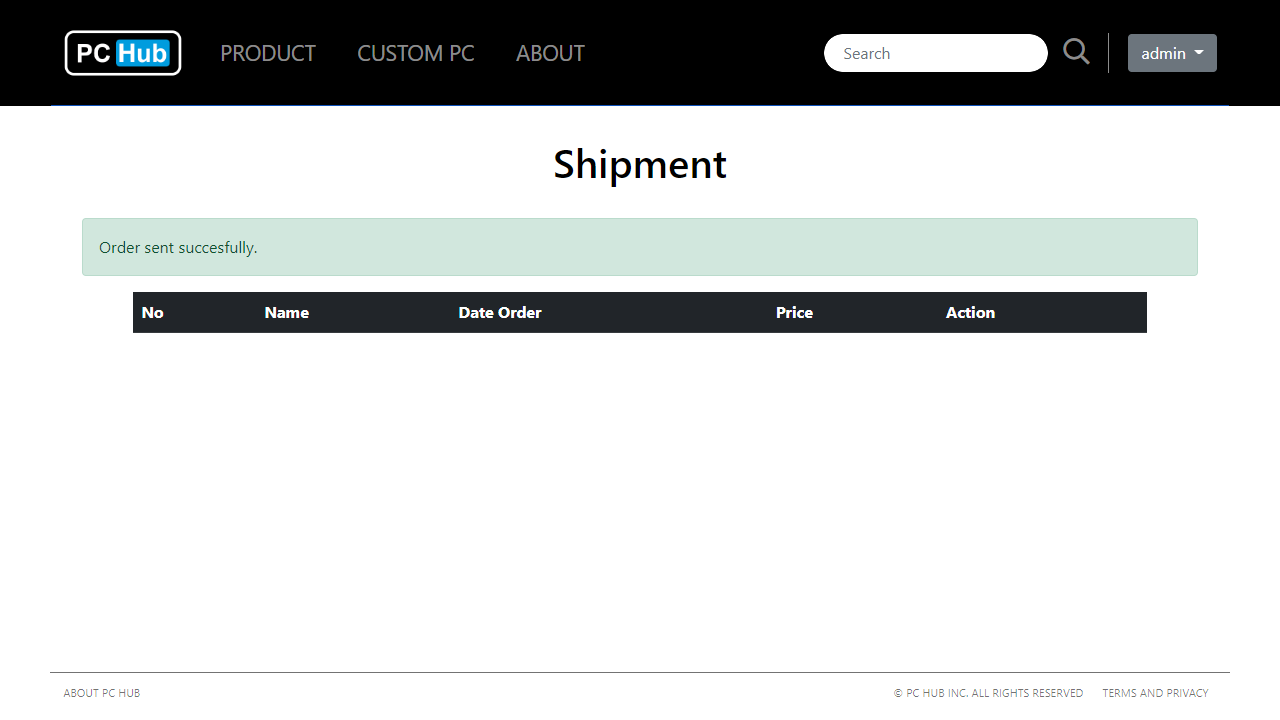 PC Hub PRODUCT CUSTOM PC ABOUT Search admin
Shipment
Order sent succesfully.
No Name Date Order Price Action
ABOUT PC HUB © PC HUB INC. ALL RIGHTS RESERVED TERMS AND PRIVACY